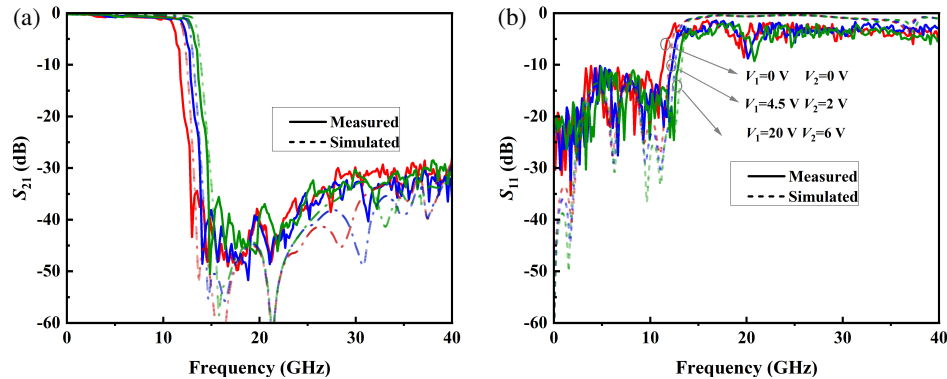 (a)
0
-10
-20
-30
-40
-50
-60
S21 (dB)
Measured
Simulated
0 10 20 30 40
Frequency (GHz)
(b)
0
-10
-20
-30
-40
-50
-60
S11 (dB)
V1=0 V V2=0 V
V1=4.5 V V2=2 V
V1=20 V V2=6 V
Measured
Simulated
0 10 20 30 40
Frequency (GHz)